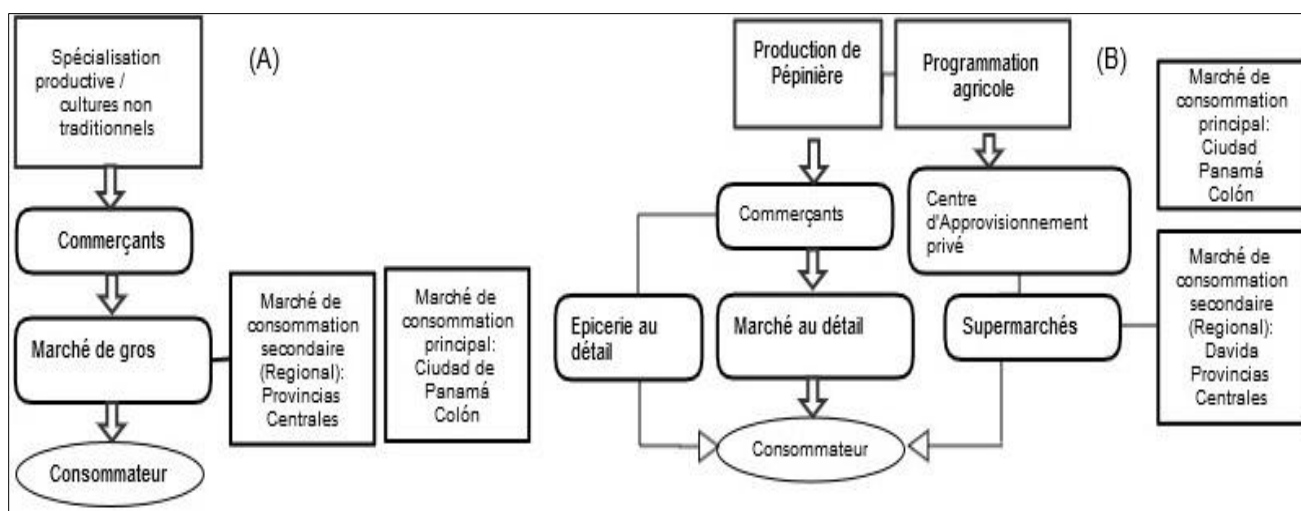 Spécialisation
productive /
cultures non
traditionnels
(A)
Commerçants
Marché de gros
Consommateur
Marché de
consommation
secondaire
(Regional):
Provincias
Centrales
Marché de
consommation
principal:
Ciudad de
Panamá
Colón
Production de
Pépinière
Programmation
agricole
(B)
Commerçants
Centre
d'Approvisionnement
privé
Epicerie au
détail
Marché au détail
Supermarchés
Consommateur
Marché de
consommation
principal:
Ciudad
Panamá
Colón
Marché de
consommation
secondaire
(Regional):
Davida
Provincias
Centrales